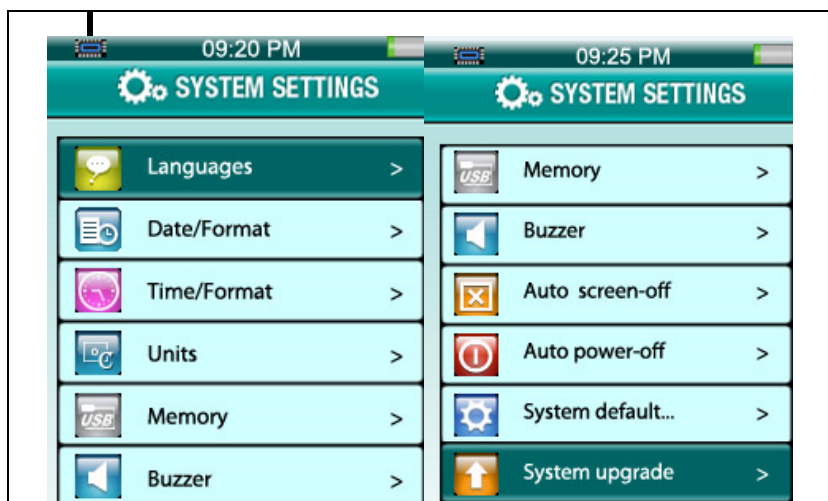 09:20 PM
SYSTEM SETTINGS
Languages >
Date/Format >
Time/Format >
Units >
USB Memory >
Buzzer >
09:25 PM
SYSTEM SETTINGS
USB Memory >
Buzzer >
Auto screen-off >
Auto power-off >
System default... >
System upgrade >